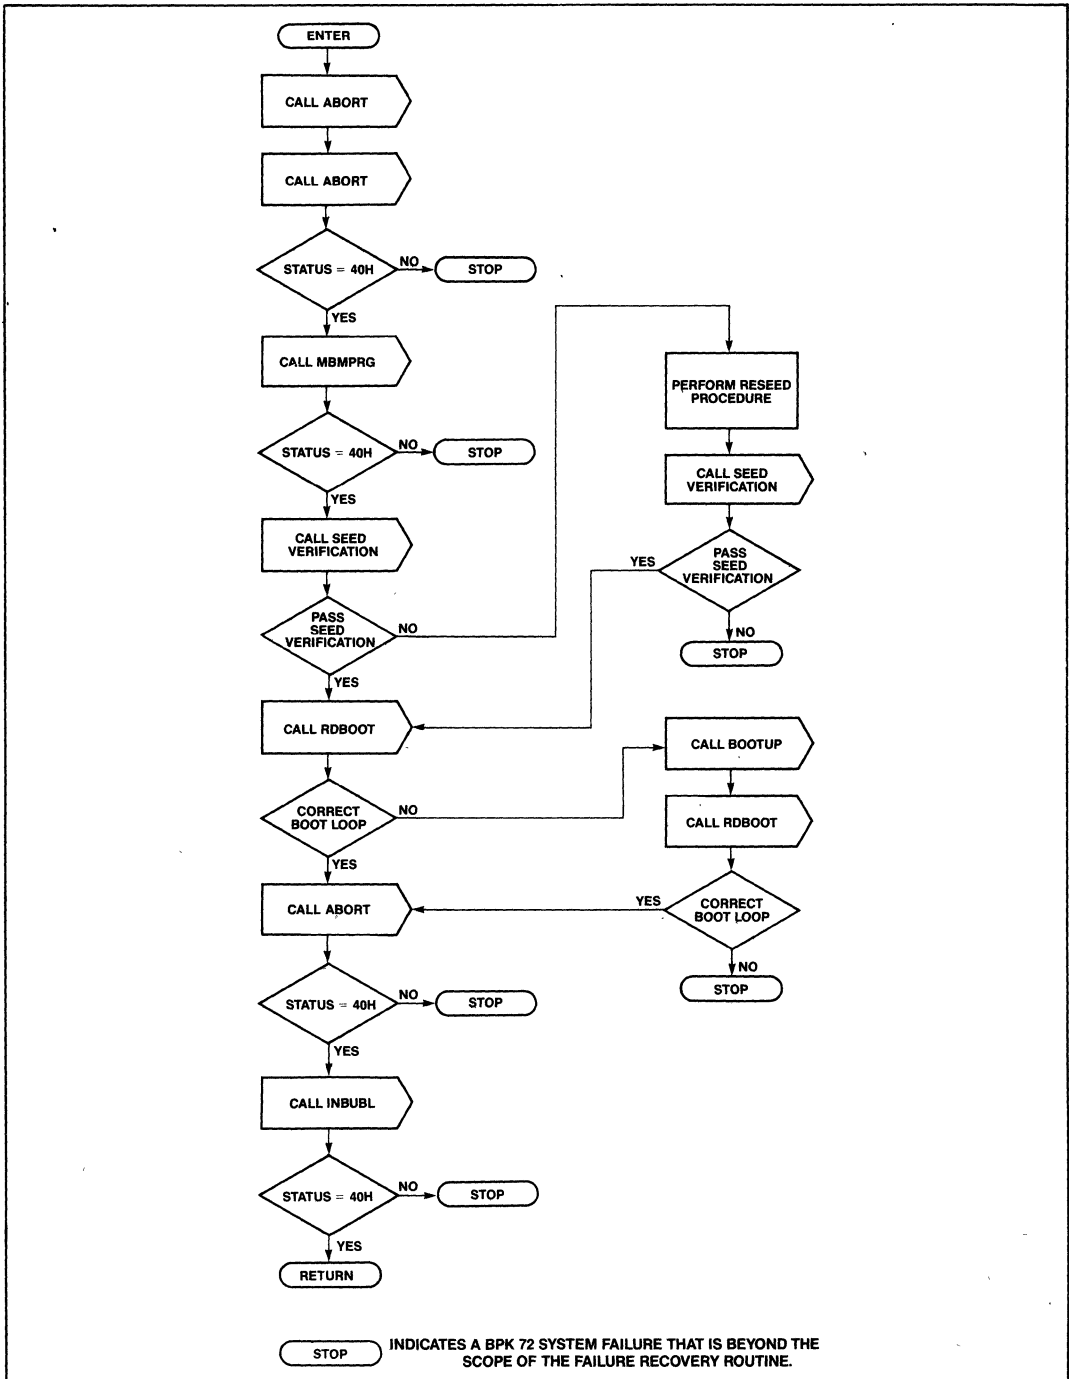 ENTER
CALL ABORT
CALL ABORT
STATUS = 40H
NO
STOP
YES
CALL MBMPRG
STATUS = 40H
NO
STOP
YES
CALL SEED
VERIFICATION
PASS
SEED
VERIFICATION
NO
YES
PERFORM RESEED
PROCEDURE
CALL SEED
VERIFICATION
PASS
SEED
VERIFICATION
YES
NO
STOP
CALL RDBOOT
CORRECT
BOOT LOOP
NO
YES
CALL BOOTUP
CALL RDBOOT
CORRECT
BOOT LOOP
YES
NO
STOP
CALL ABORT
STATUS = 40H
NO
STOP
YES
CALL INBUBL
STATUS = 40H
NO
STOP
YES
RETURN
STOP
INDICATES A BPK 72 SYSTEM FAILURE THAT IS BEYOND THE
SCOPE OF THE FAILURE RECOVERY ROUTINE.